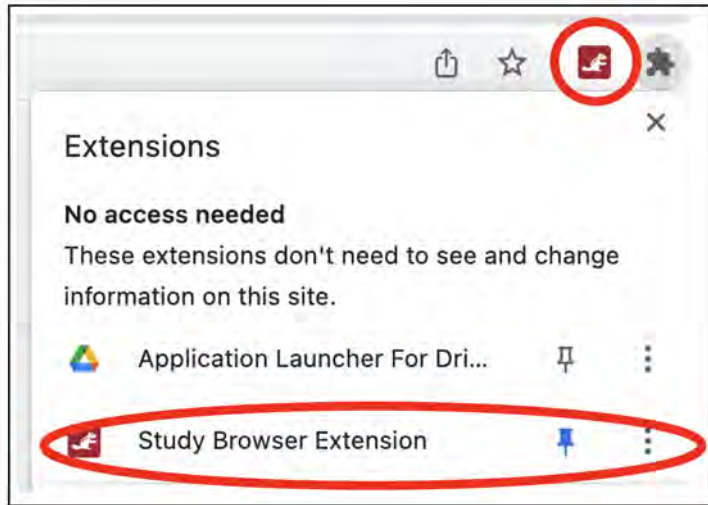 Extensions
No access needed
These extensions don't need to see and change
information on this site.
Application Launcher For Dri...
Study Browser Extension